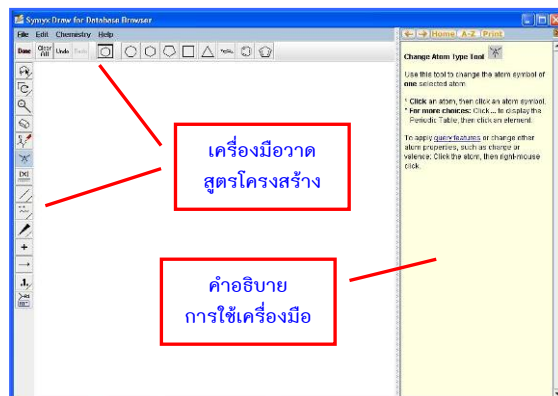 Symyx Draw for Database Browser
File Edit Chemistry Help
Home A-Z Print
Done Clear All Undo
Change Atom Type Tool
Use this tool to change the atom symbol of
one selected atom.
* Click an atom, then click an atom symbol.
* For more choices: Click ... to display the
Periodic Table, then click an element.
To apply query features or change other
atom properties, such as charge or
valence: Click the atom, then right-mouse
click.
เครื่องมือวาด
สูตรโครงสร้าง
คำอธิบาย
การใช้เครื่องมือ